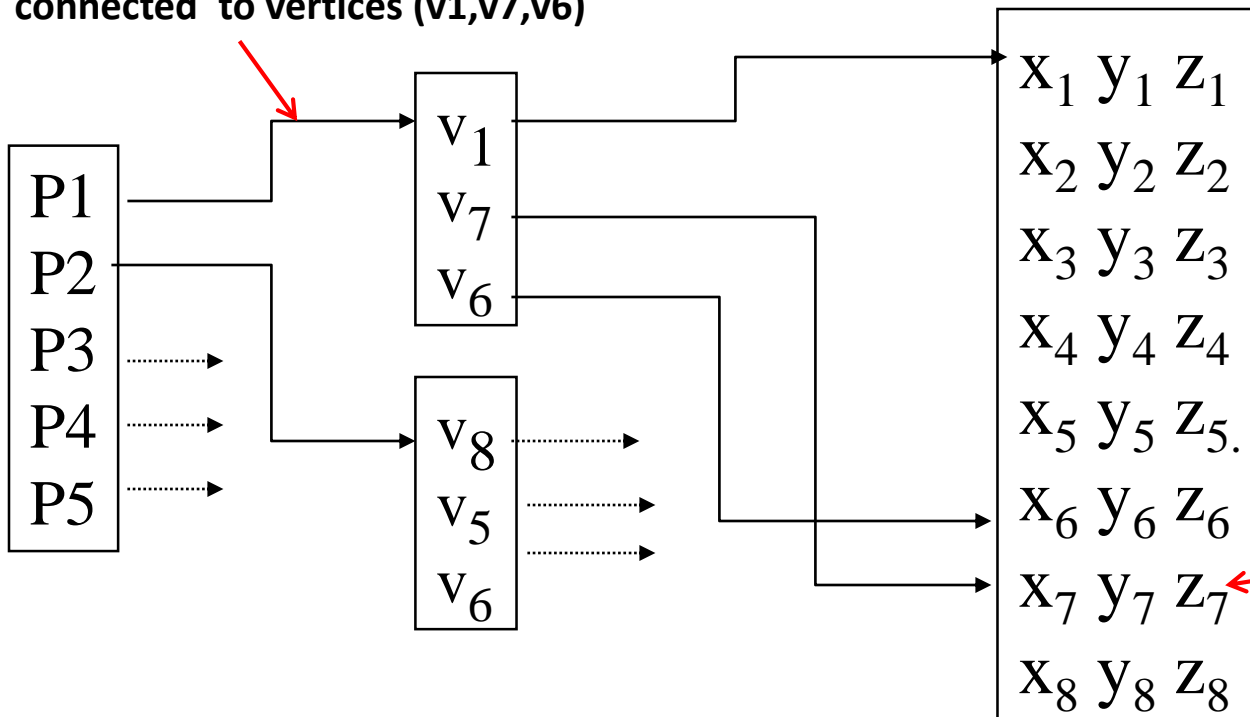 connected to vertices (v1,v7,v6)
P1
P2
P3
P4
P5
v₁
v₇
v₆
v₈
v₅
v₆
x₁ y₁ z₁
x₂ y₂ z₂
x₃ y₃ z₃
x₄ y₄ z₄
x₅ y₅ z₅.
x₆ y₆ z₆
x₇ y₇ z₇
x₈ y₈ z₈